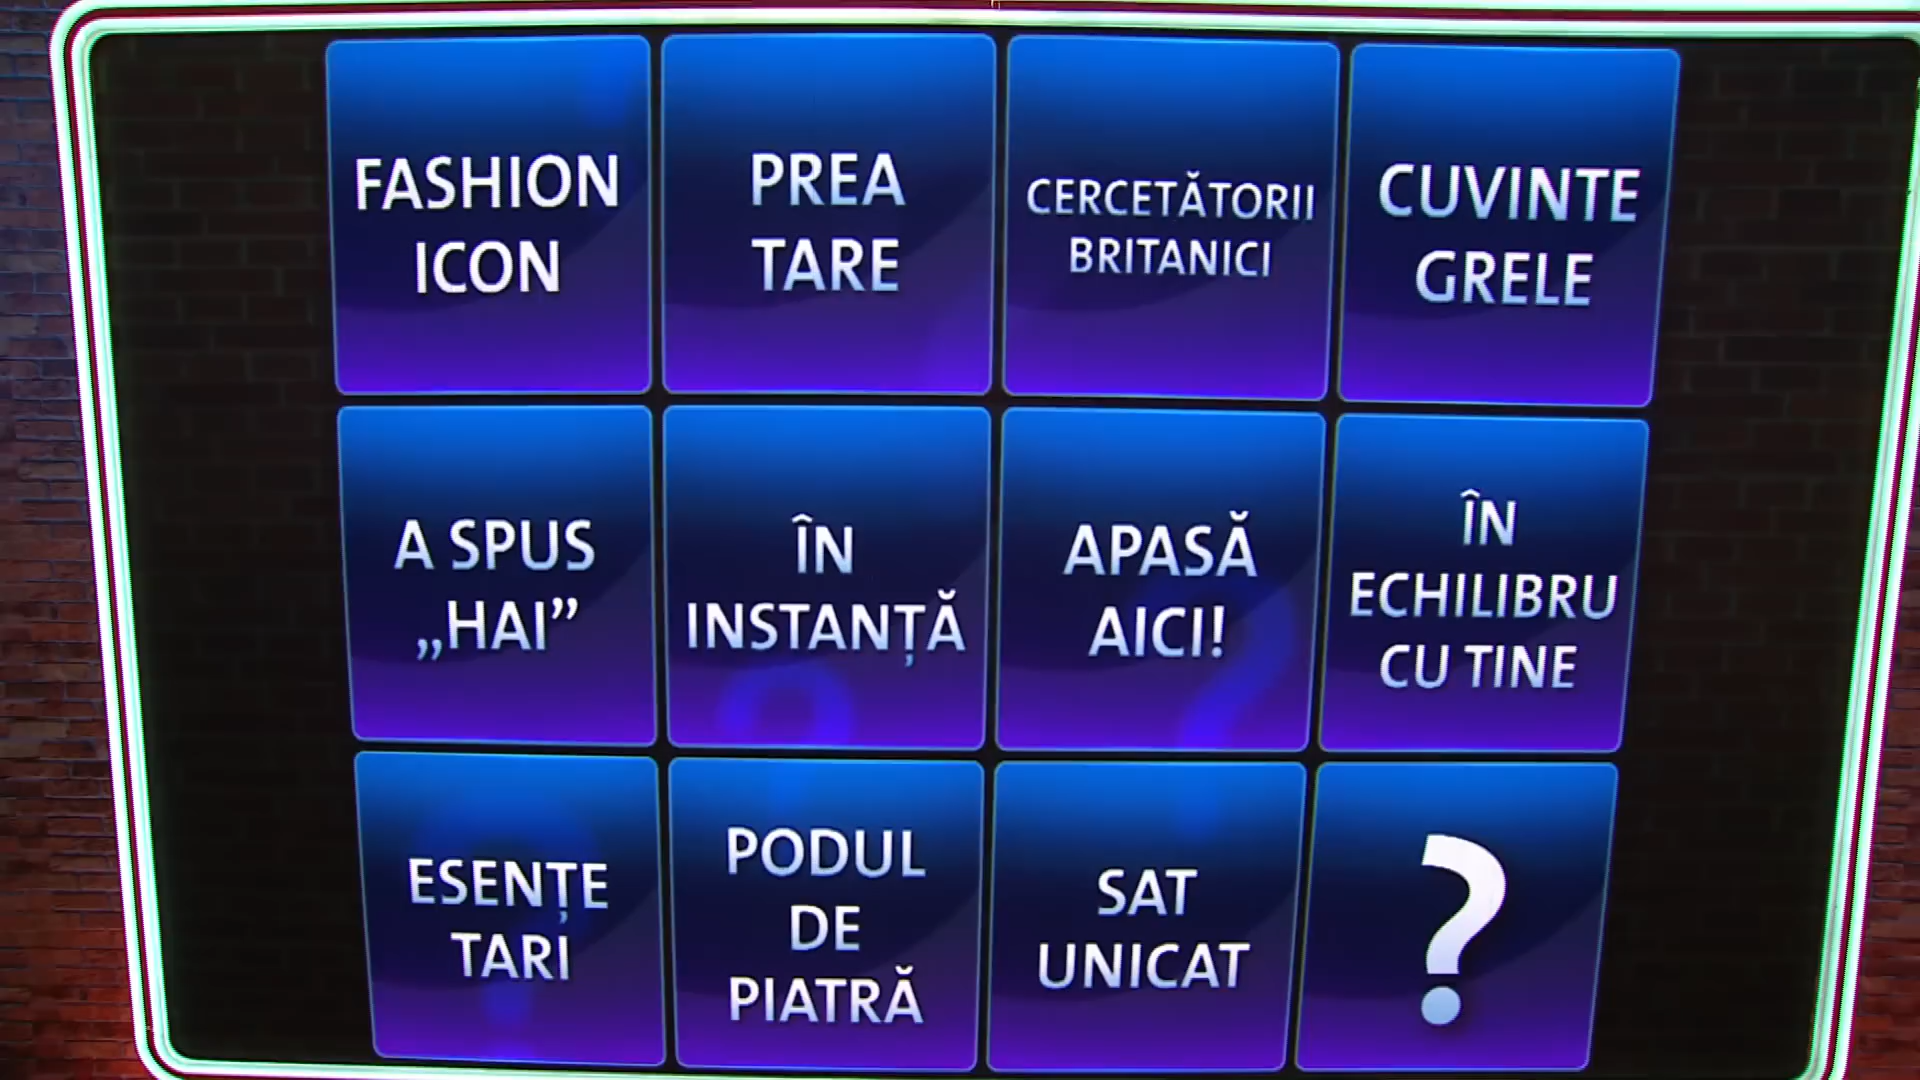 FASHION
ICON
PREA
TARE
CERCETĂTORII
BRITANICI
CUVINTE
GRELE
A SPUS
„HAI”
ÎN
INSTANȚĂ
APASĂ
AICI!
ÎN
ECHILIBRU
CU TINE
ESENȚE
TARI
PODUL
DE
PIATRĂ
SAT
UNICAT
?